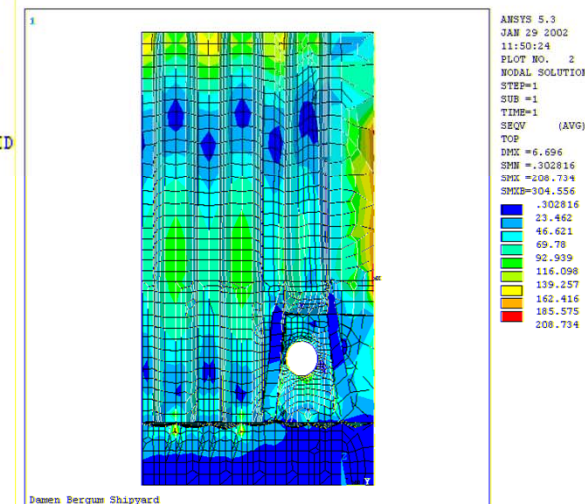 1
ANSYS 5.3
JAN 29 2002
11:50:24
PLOT NO.   2
NODAL SOLUTION
STEP=1
SUB =1
TIME=1
SEQV     (AVG)
TOP
DMX =6.696
SMN =.302816
SMX =208.734
SMXB=304.556
.302816
23.462
46.621
69.78
92.939
116.098
139.257
162.416
185.575
208.734
Y
Damen Bergum Shipyard